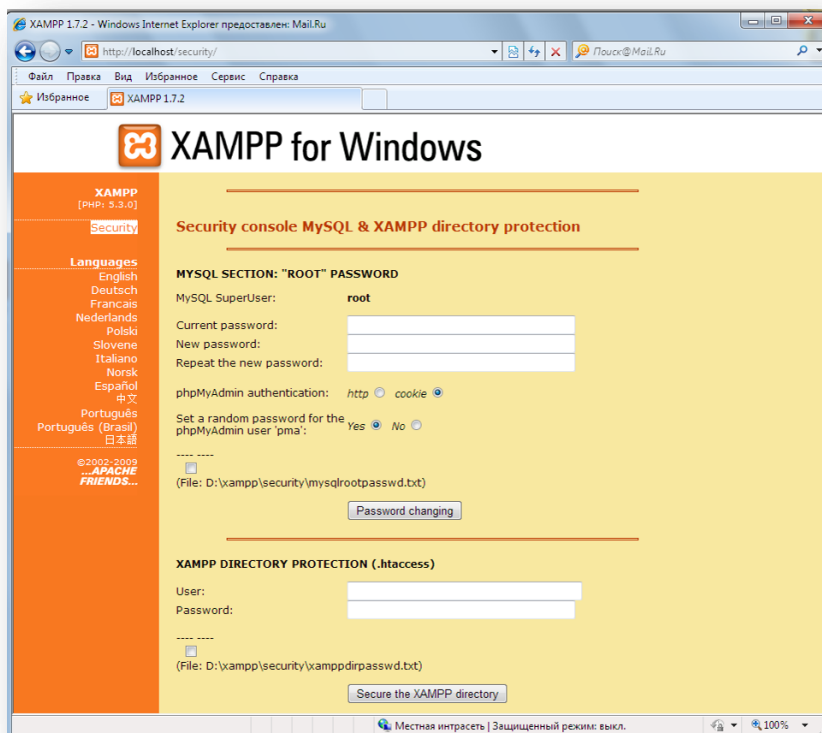 XAMPP 1.7.2 - Windows Internet Explorer предоставлен: Mail.Ru
http://localhost/security/
Поиск@Mail.Ru
Файл Правка Вид Избранное Сервис Справка
Избранное
XAMPP 1.7.2
XAMPP for Windows
XAMPP
[PHP: 5.3.0]
Security
Languages
English
Deutsch
Francais
Nederlands
Polski
Slovene
Italiano
Norsk
Español
中文
Português
Português (Brasil)
日本語
©2002-2009
...APACHE
FRIENDS...
Security console MySQL & XAMPP directory protection
MYSQL SECTION: "ROOT" PASSWORD
MySQL SuperUser: root
Current password:
New password:
Repeat the new password:
phpMyAdmin authentication: http cookie
Set a random password for the
phpMyAdmin user 'pma': Yes No
---- ----
(File: D:\xampp\security\mysqlrootpasswd.txt)
Password changing
XAMPP DIRECTORY PROTECTION (.htaccess)
User:
Password:
---- ----
(File: D:\xampp\security\xamppdirpasswd.txt)
Secure the XAMPP directory
Местная интрасеть | Защищенный режим: выкл.
100%